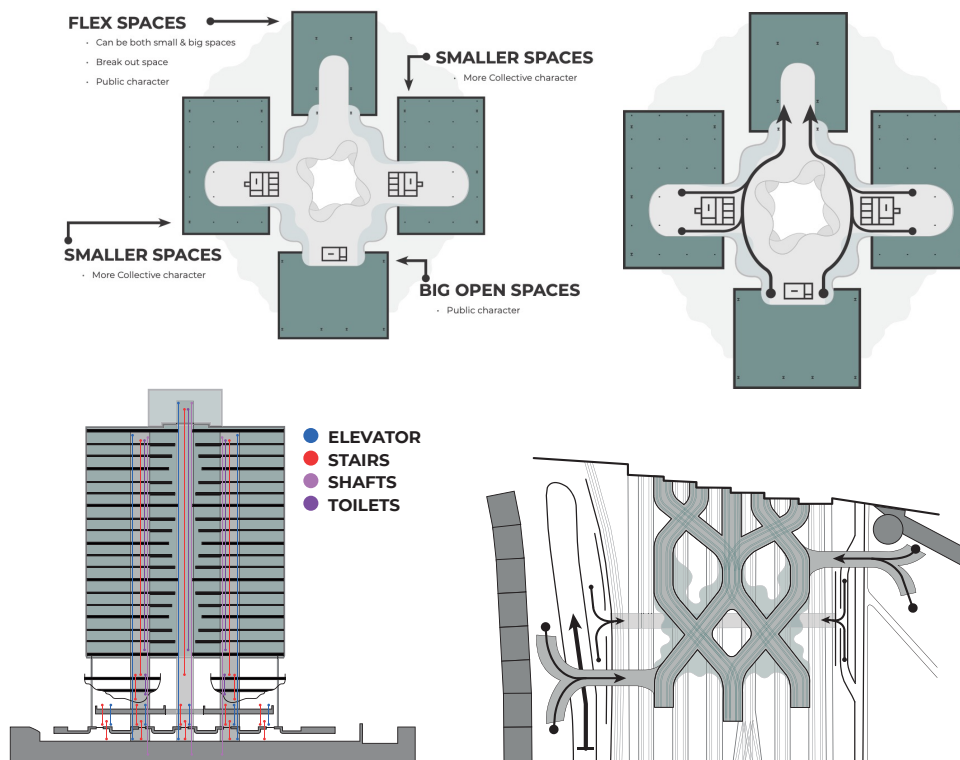 FLEX SPACES
· Can be both small & big spaces
· Break out space
· Public character
SMALLER SPACES
· More Collective character
SMALLER SPACES
· More Collective character
BIG OPEN SPACES
· Public character
ELEVATOR
STAIRS
SHAFTS
TOILETS